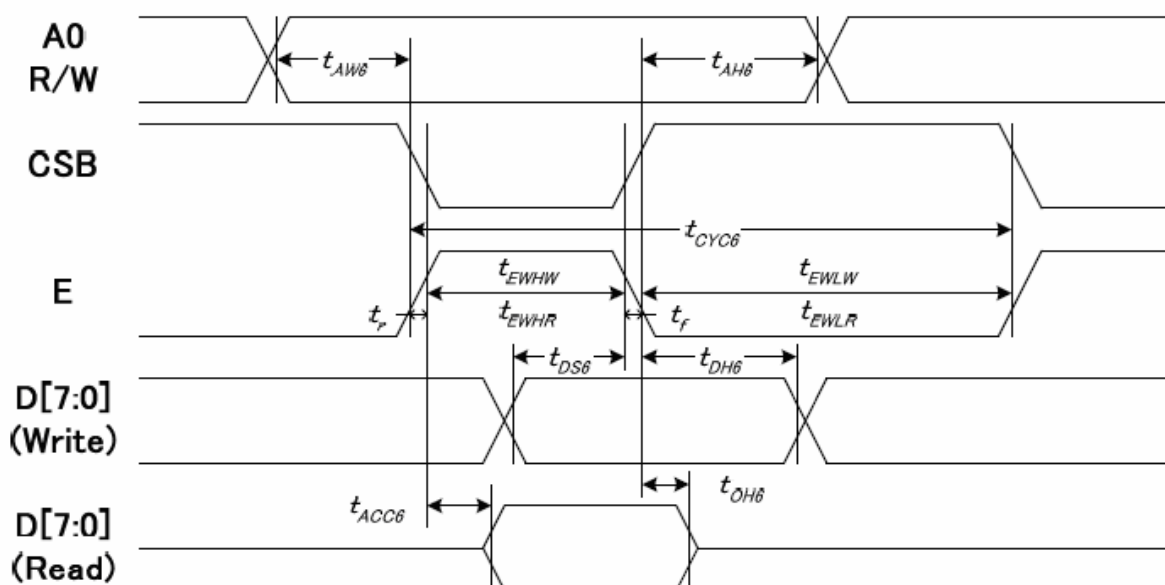 A0
R/W
tAW6
tAH6
CSB
tCYC6
E
tEWHW
tEWLW
tr
tEWHR
tf
tEWLR
tDS6
tDH6
D[7:0]
(Write)
tACC6
tOH6
D[7:0]
(Read)